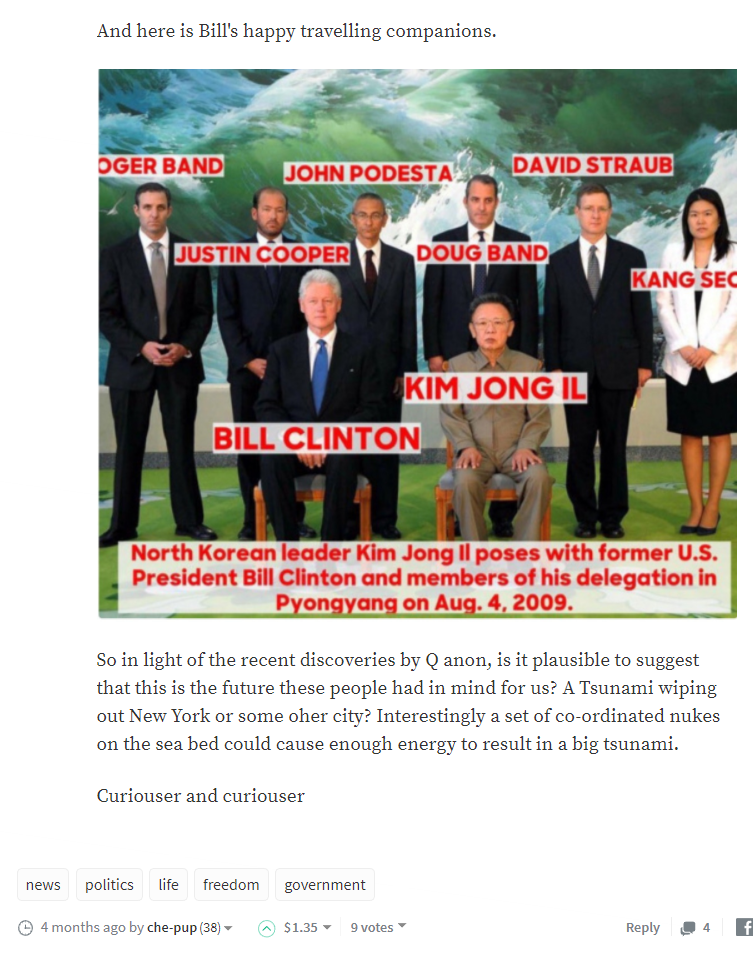 And here is Bill's happy travelling companions.
OGER BAND
JOHN PODESTA
DAVID STRAUB
JUSTIN COOPER
DOUG BAND
KANG SEO
KIM JONG IL
BILL CLINTON
North Korean leader Kim Jong Il poses with former U.S.
President Bill Clinton and members of his delegation in
Pyongyang on Aug. 4, 2009.
So in light of the recent discoveries by Q anon, is it plausible to suggest
that this is the future these people had in mind for us? A Tsunami wiping
out New York or some oher city? Interestingly a set of co-ordinated nukes
on the sea bed could cause enough energy to result in a big tsunami.
Curiouser and curiouser
news politics life freedom government
4 months ago by che-pup (38) $1.35 9 votes Reply 4